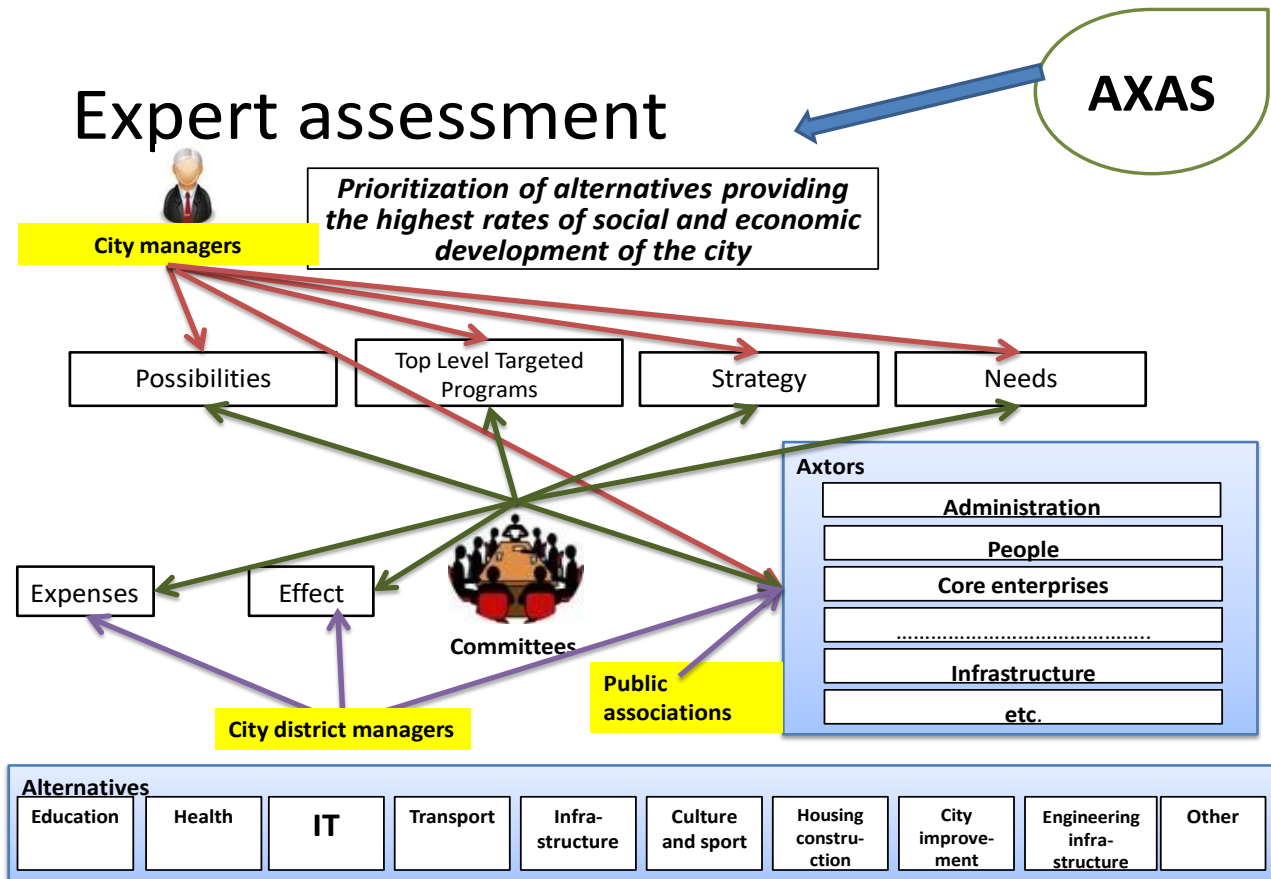 AXAS
Expert assessment
Prioritization of alternatives providing
the highest rates of social and economic
development of the city
City managers
Possibilities
Top Level Targeted
Programs
Strategy
Needs
Axtors
Administration
People
Core enterprises
……………………………………..
Infrastructure
etc.
Expenses
Effect
Committees
Public
associations
City district managers
Alternatives
Education
Health
IT
Transport
Infra-
structure
Culture
and sport
Housing
constru-
ction
City
improve-
ment
Engineering
infra-
structure
Other